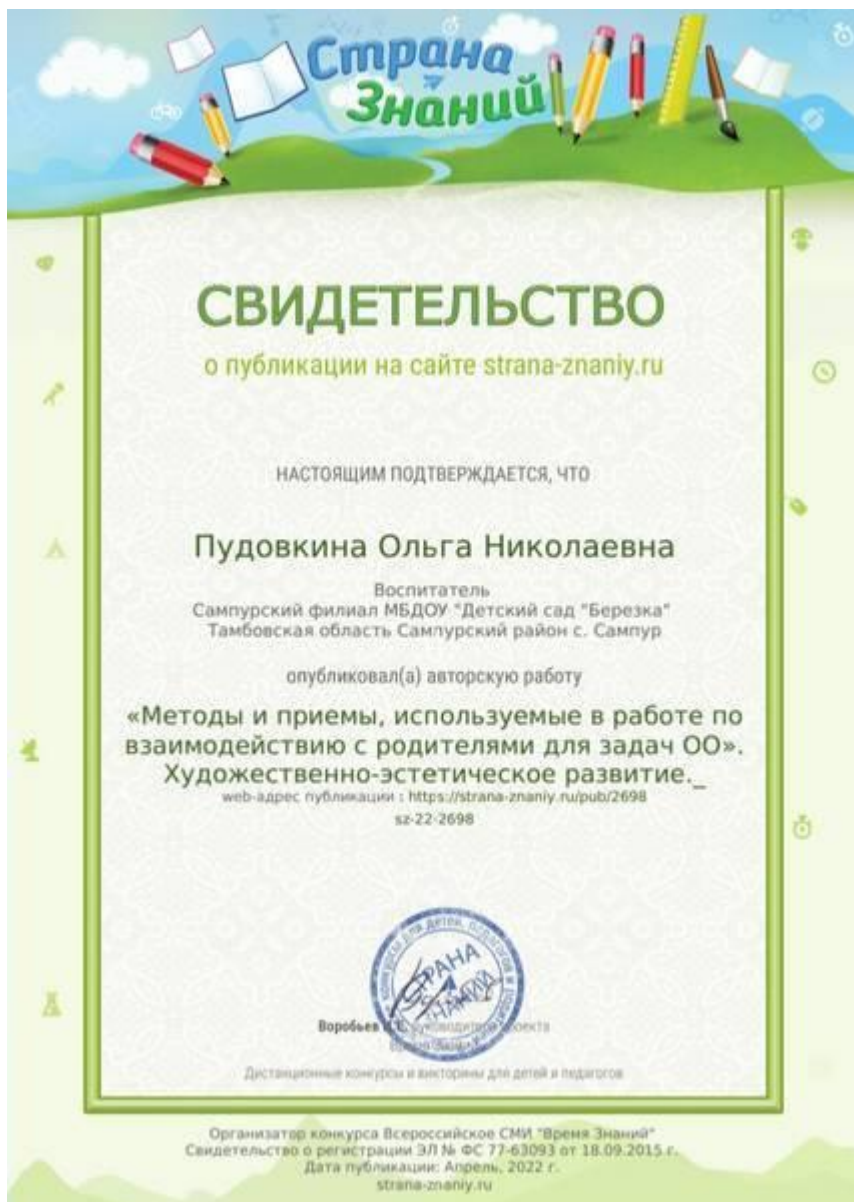 Страна
Знаний
СВИДЕТЕЛЬСТВО
о публикации на сайте strana-znaniy.ru
НАСТОЯЩИМ ПОДТВЕРЖДАЕТСЯ, ЧТО
Пудовкина Ольга Николаевна
Воспитатель
Сампурский филиал МБДОУ "Детский сад "Березка"
Тамбовская область Сампурский район с. Сампур
опубликовал(а) авторскую работу
«Методы и приемы, используемые в работе по
взаимодействию с родителями для задач ОО».
Художественно-эстетическое развитие._
web-адрес публикации : https://strana-znaniy.ru/pub/2698
sz-22-2698
конкурсы для детей, педагогов и
СТРАНА
ЗНАНИЙ
Воробьев руководитель проекта
Дистанционные конкурсы и викторины для детей и педагогов
Организатор конкурса Всероссийское СМИ "Время Знаний"
Свидетельство о регистрации ЭЛ № ФС 77-63093 от 18.09.2015 г.
Дата публикации: Апрель, 2022 г.
strana-znaniy.ru